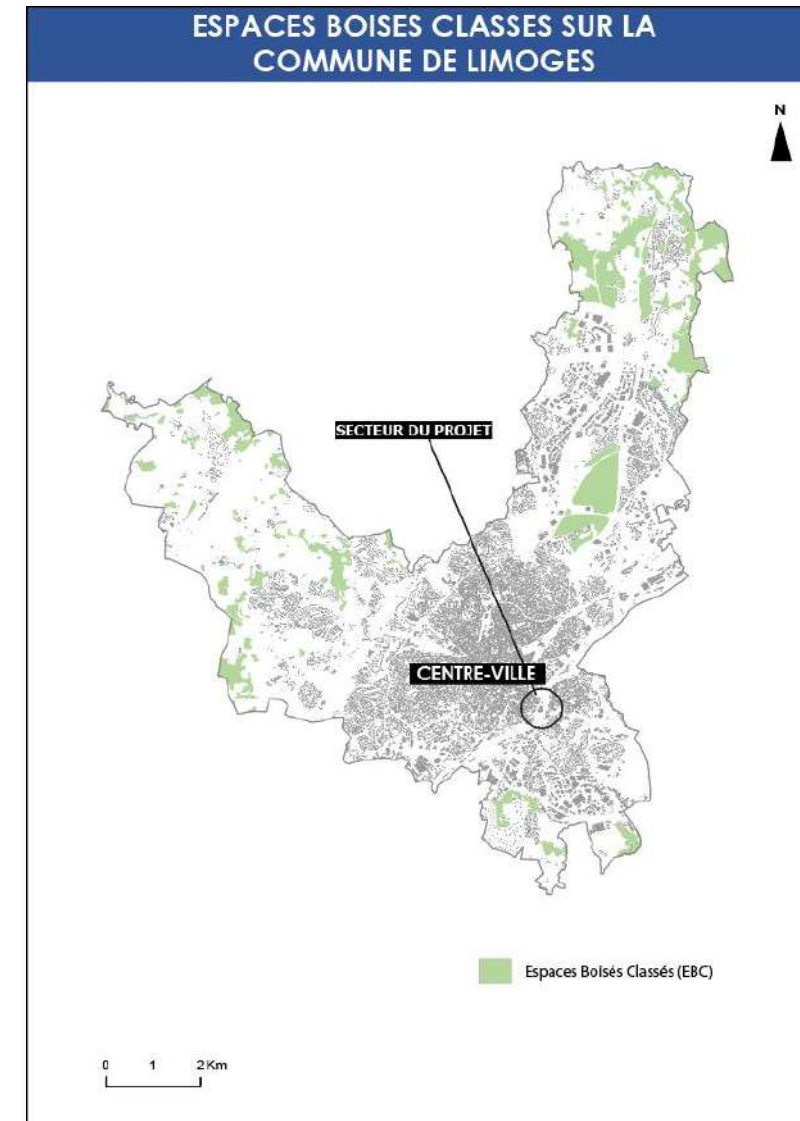 ESPACES BOISES CLASSES SUR LA
COMMUNE DE LIMOGES
N
SECTEUR DU PROJET
CENTRE-VILLE
Espaces Boisés Classés (EBC)
0 1 2 Km